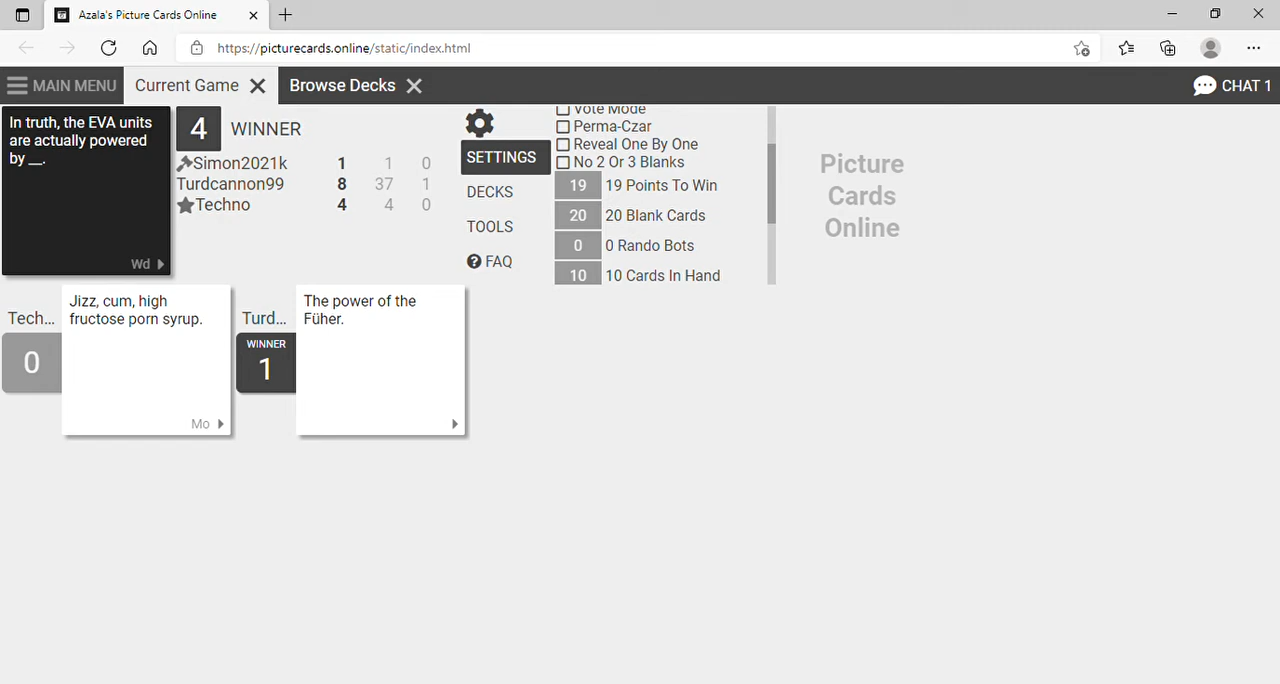 Azala's Picture Cards Online
https://picturecards.online/static/index.html
MAIN MENU
Current Game
Browse Decks
CHAT 1
In truth, the EVA units
are actually powered
by __.
Wd
4 WINNER
Simon2021k 1 1 0
Turdcannon99 8 37 1
Techno 4 4 0
SETTINGS
DECKS
TOOLS
FAQ
Vote Mode
Perma-Czar
Reveal One By One
No 2 Or 3 Blanks
19 19 Points To Win
20 20 Blank Cards
0 0 Rando Bots
10 10 Cards In Hand
Picture
Cards
Online
Tech...
0
Jizz, cum, high
fructose porn syrup.
Mo
Turd...
WINNER
1
The power of the
Füher.